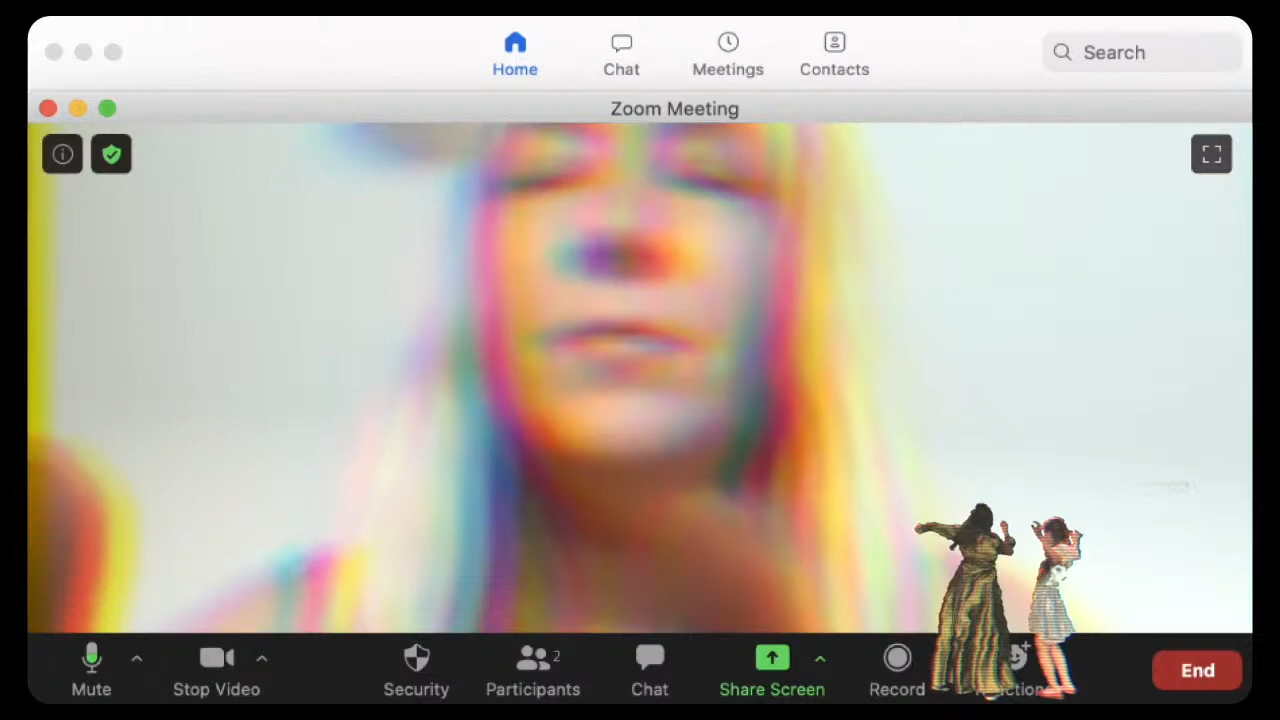 Home Chat Meetings Contacts Search
Zoom Meeting
2
Mute Stop Video Security Participants Chat Share Screen Record End